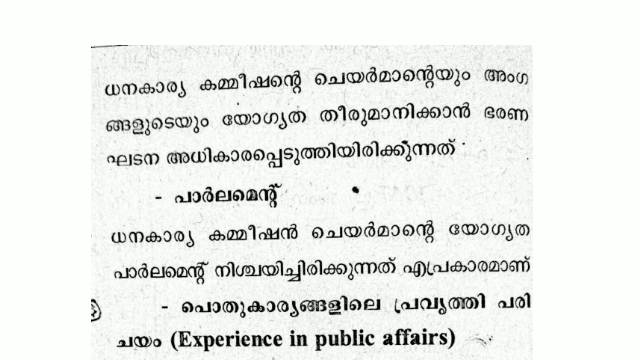 ധനകാര്യ കമ്മീഷന്റെ ചെയർമാന്റെയും അംഗ
ങ്ങളുടെയും യോഗ്യത തീരുമാനിക്കാൻ ഭരണ
ഘടന അധികാരപ്പെടുത്തിയിരിക്കുന്നത്
- പാർലമെന്റ്
ധനകാര്യ കമ്മീഷൻ ചെയർമാന്റെ യോഗ്യത
പാർലമെന്റ് നിശ്ചയിച്ചിരിക്കുന്നത് എപ്രകാരമാണ്
- പൊതുകാര്യങ്ങളിലെ പ്രവൃത്തി പരി
ചയം (Experience in public affairs)